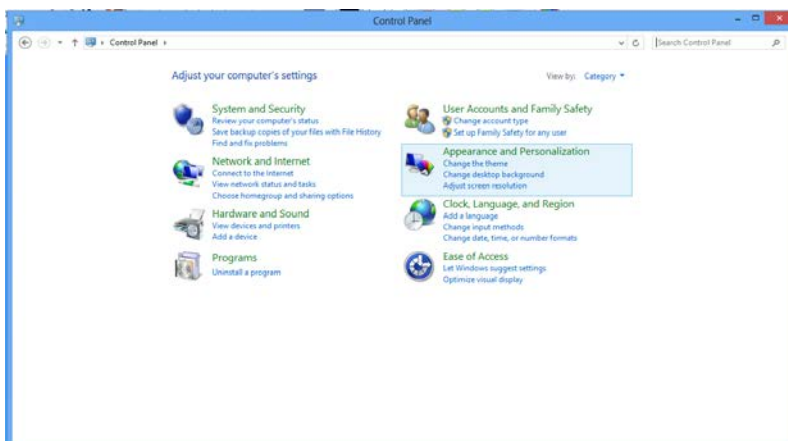 Control Panel
Control Panel
Search Control Panel
Adjust your computer's settings
View by: Category
System and Security
Review your computer's status
Save backup copies of your files with File History
Find and fix problems
Network and Internet
Connect to the Internet
View network status and tasks
Choose homegroup and sharing options
Hardware and Sound
View devices and printers
Add a device
Programs
Uninstall a program
User Accounts and Family Safety
Change account type
Set up Family Safety for any user
Appearance and Personalization
Change the theme
Change desktop background
Adjust screen resolution
Clock, Language, and Region
Add a language
Change input methods
Change date, time, or number formats
Ease of Access
Let Windows suggest settings
Optimize visual display